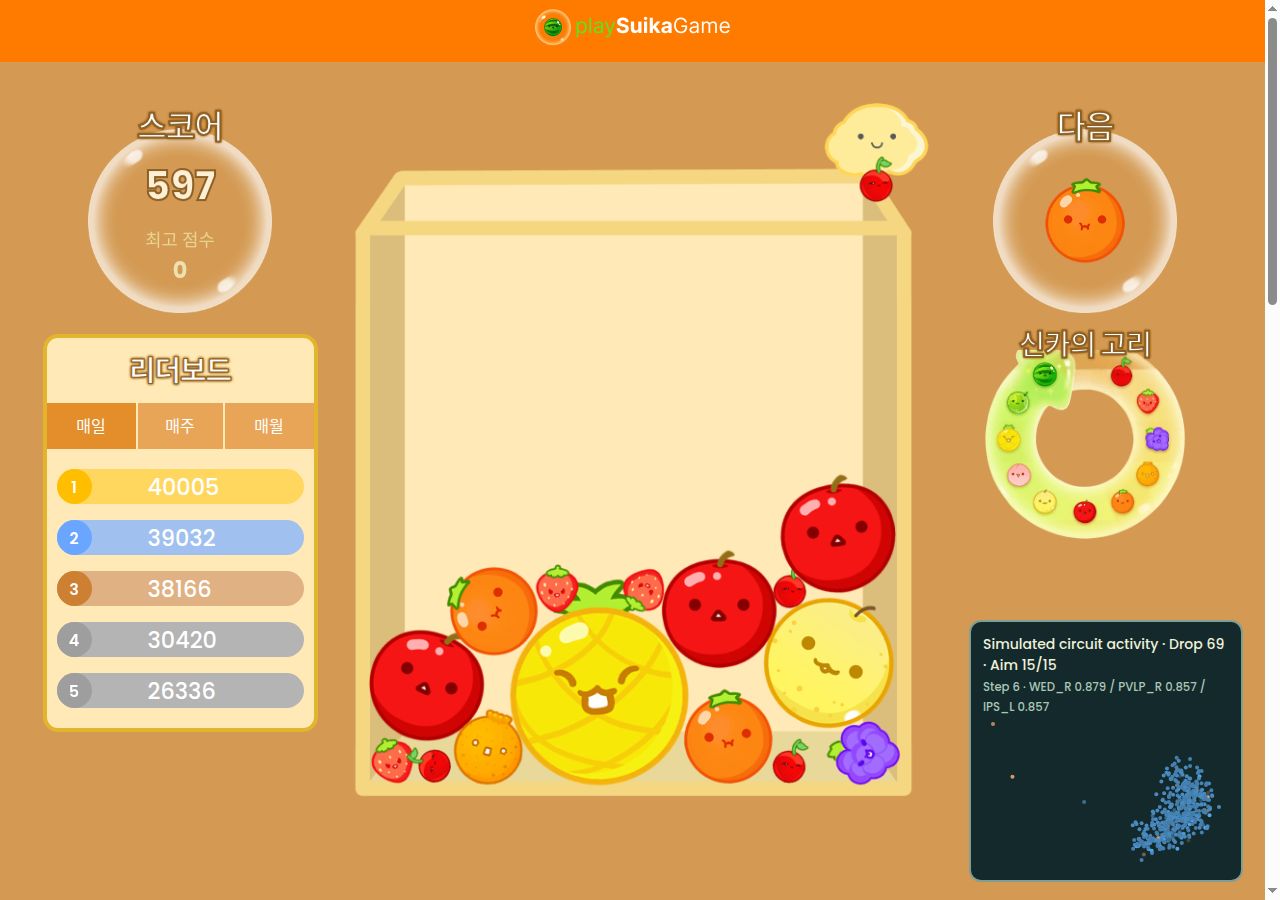 playSuikaGame
스코어
597
최고 점수
0
리더보드
매일 매주 매월
1 40005
2 39032
3 38166
4 30420
5 26336
다음
신카의 고리
Simulated circuit activity · Drop 69
· Aim 15/15
Step 6 · WED_R 0.879 / PVLP_R 0.857 /
IPS_L 0.857